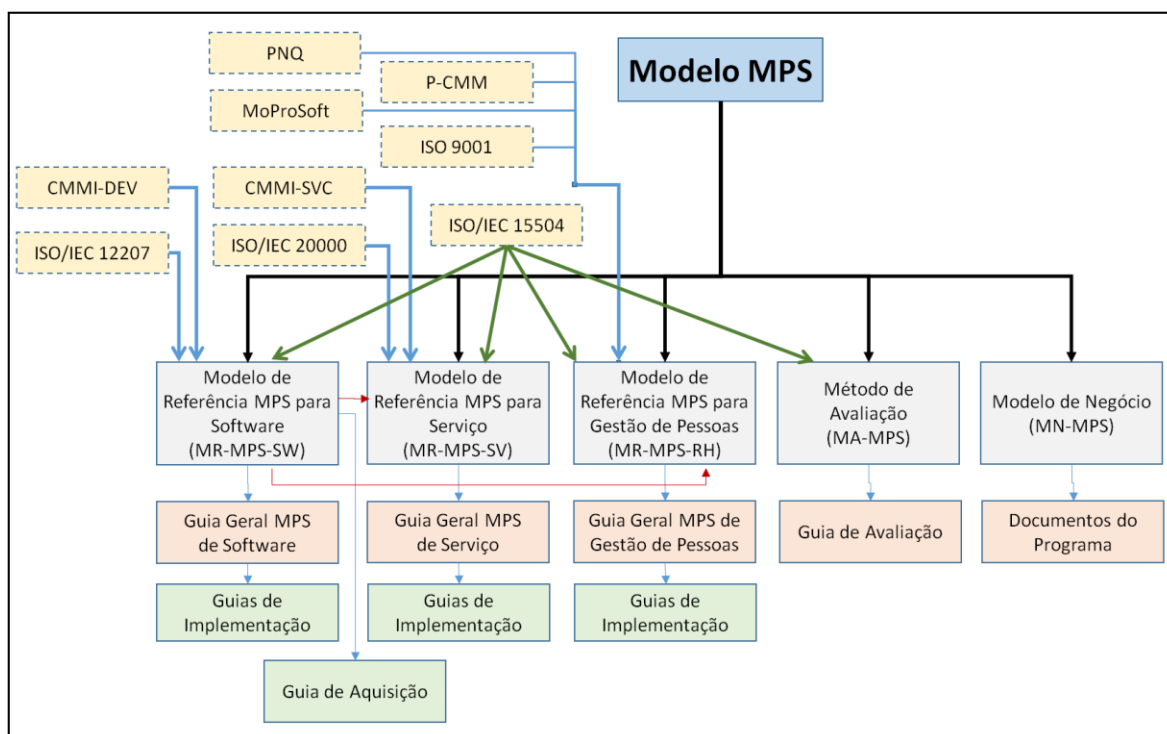 PNQ
Modelo MPS
P-CMM
MoProSoft
ISO 9001
CMMI-DEV
CMMI-SVC
ISO/IEC 15504
ISO/IEC 12207
ISO/IEC 20000
Modelo de
Referência MPS para
Software
(MR-MPS-SW)
Modelo de
Referência MPS para
Serviço
(MR-MPS-SV)
Modelo de
Referência MPS para
Gestão de Pessoas
(MR-MPS-RH)
Método de
Avaliação
(MA-MPS)
Modelo de Negócio
(MN-MPS)
Guia Geral MPS
de Software
Guia Geral MPS
de Serviço
Guia Geral MPS de
Gestão de Pessoas
Guia de Avaliação
Documentos do
Programa
Guias de
Implementação
Guias de
Implementação
Guias de
Implementação
Guia de Aquisição